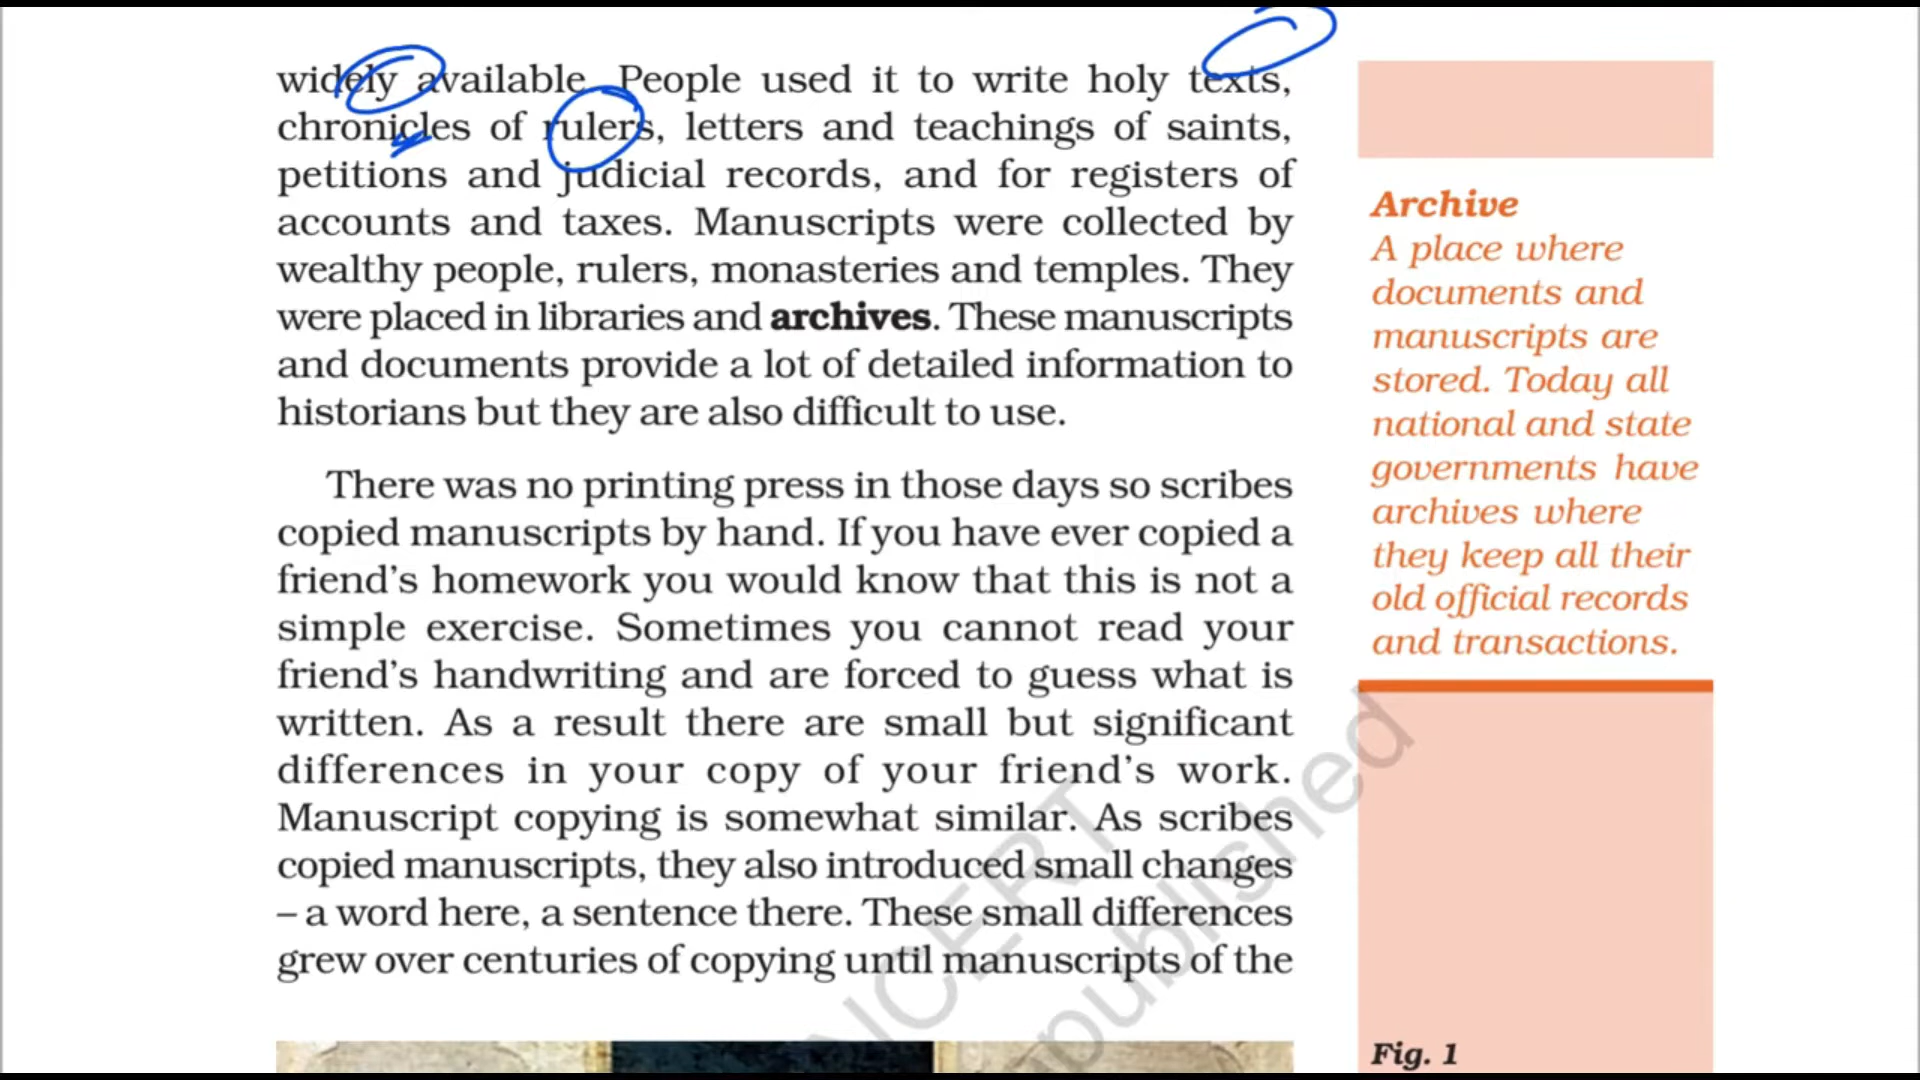 widely available. People used it to write holy texts,
chronicles of rulers, letters and teachings of saints,
petitions and judicial records, and for registers of
accounts and taxes. Manuscripts were collected by
wealthy people, rulers, monasteries and temples. They
were placed in libraries and archives. These manuscripts
and documents provide a lot of detailed information to
historians but they are also difficult to use.
There was no printing press in those days so scribes
copied manuscripts by hand. If you have ever copied a
friend’s homework you would know that this is not a
simple exercise. Sometimes you cannot read your
friend’s handwriting and are forced to guess what is
written. As a result there are small but significant
differences in your copy of your friend’s work.
Manuscript copying is somewhat similar. As scribes
copied manuscripts, they also introduced small changes
– a word here, a sentence there. These small differences
grew over centuries of copying until manuscripts of the
Archive
A place where
documents and
manuscripts are
stored. Today all
national and state
governments have
archives where
they keep all their
old official records
and transactions.
Fig. 1
NCERT
published